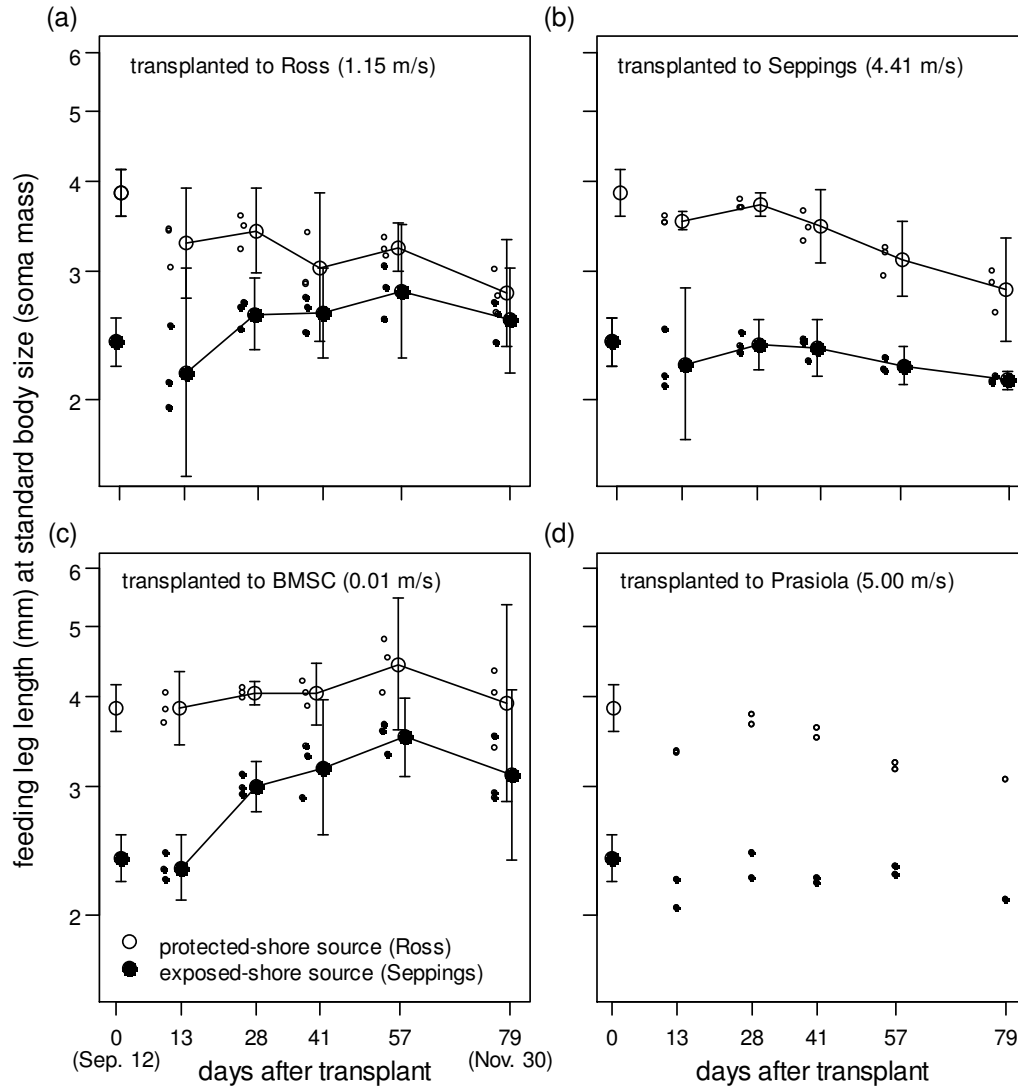 (a)
(b)
transplanted to Ross (1.15 m/s)
transplanted to Seppings (4.41 m/s)
6
5
4
3
2
feeding leg length (mm) at standard body size (soma mass)
(c)
(d)
transplanted to BMSC (0.01 m/s)
transplanted to Prasiola (5.00 m/s)
6
5
4
3
2
protected-shore source (Ross)
exposed-shore source (Seppings)
0 13 28 41 57 79
(Sep. 12) (Nov. 30)
days after transplant
0 13 28 41 57 79
days after transplant